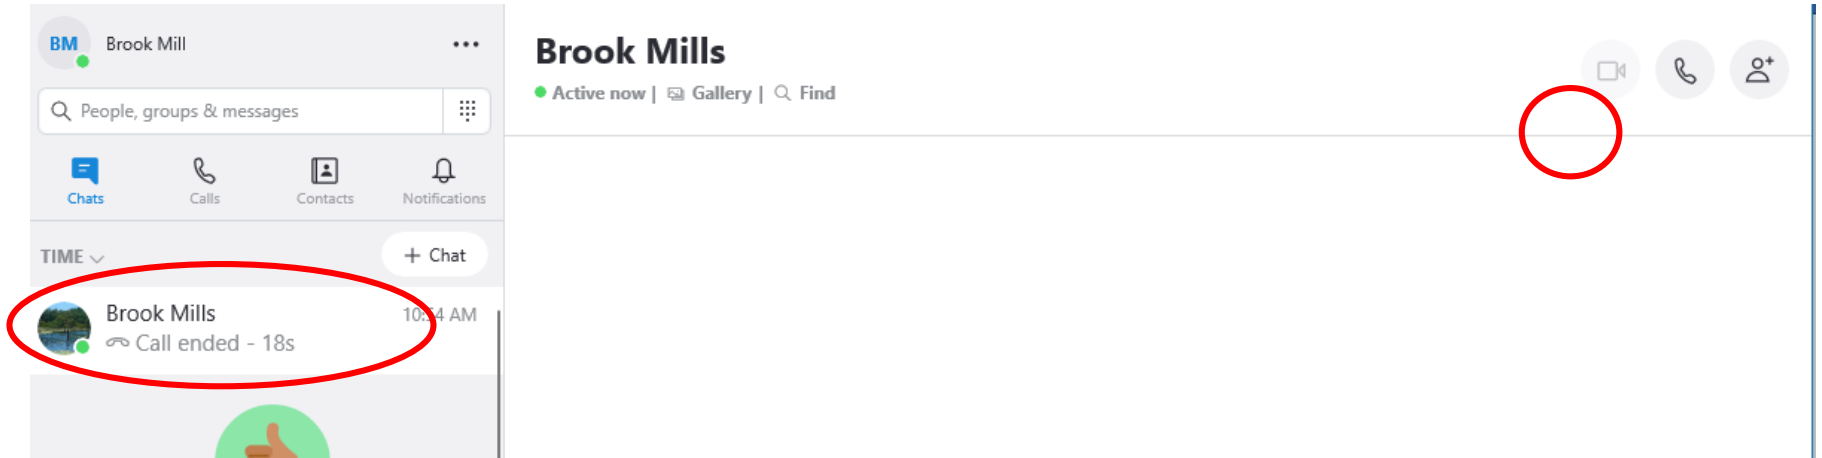 BM Brook Mill
People, groups & messages
Chats Calls Contacts Notifications
TIME + Chat
Brook Mills 10:54 AM
Call ended - 18s
Brook Mills
Active now | Gallery | Find